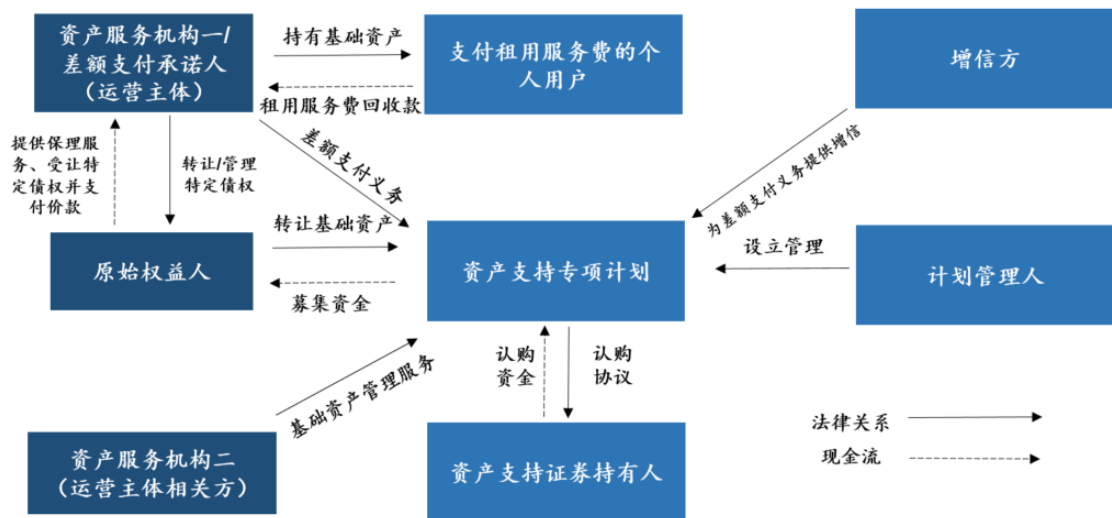 资产服务机构一/
差额支付承诺人
（运营主体）
持有基础资产
租用服务费回收款
支付租用服务费的个
人用户
增信方
提供保理服
务、受让特
定债权并支
付价款
转让/管理
特定债权
差额支付义务
为差额支付义务提供增信
原始权益人
转让基础资产
募集资金
资产支持专项计划
设立管理
计划管理人
基础资产管理服务
认购
资金
认购
协议
资产服务机构二
（运营主体相关方）
资产支持证券持有人
法律关系
现金流